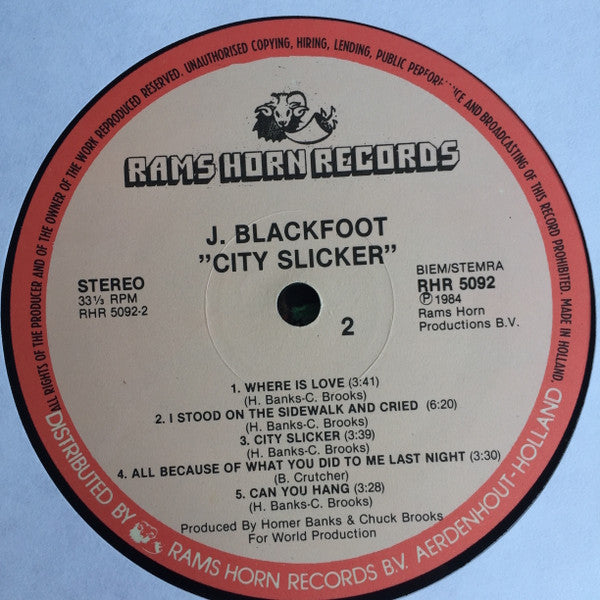 ALL RIGHTS OF THE PRODUCER AND OF THE OWNER OF THE WORK REPRODUCED RESERVED. UNAUTHORISED COPYING, HIRING, LENDING, PUBLIC PERFOR NCE AND BROADCASTING OF THIS RECORD PROHIBITED. MADE IN HOLLAND.
RAMS HORN RECORDS
J. BLACKFOOT
"CITY SLICKER"
STEREO
33⅓ RPM
RHR 5092-2
BIEM/STEMRA
RHR 5092
Ⓟ 1984
Rams Horn
Productions B.V.
2
1. WHERE IS LOVE (3:41)
(H. Banks-C. Brooks)
2. I STOOD ON THE SIDEWALK AND CRIED (6:20)
(H. Banks-C. Brooks)
3. CITY SLICKER (3:39)
(H. Banks-C. Brooks)
4. ALL BECAUSE OF WHAT YOU DID TO ME LAST NIGHT (3:30)
(B. Crutcher)
5. CAN YOU HANG (3:28)
(H. Banks-C. Brooks)
Produced By Homer Banks & Chuck Brooks
For World Production
DISTRIBUTED BY RAMS HORN RECORDS B.V. AERDENHOUT-HOLLAND